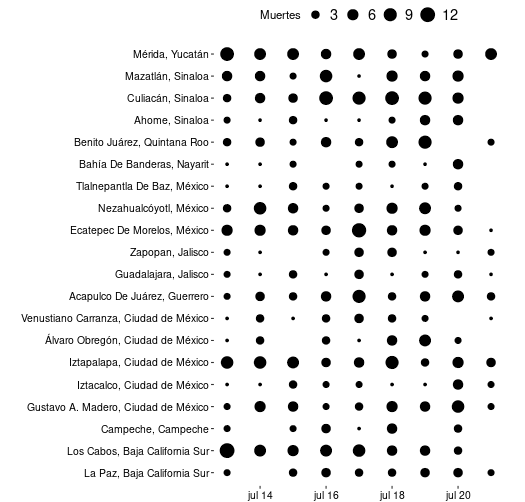 Muertes 3 6 9 12
Mérida, Yucatán
Mazatlán, Sinaloa
Culiacán, Sinaloa
Ahome, Sinaloa
Benito Juárez, Quintana Roo
Bahía De Banderas, Nayarit
Tlalnepantla De Baz, México
Nezahualcóyotl, México
Ecatepec De Morelos, México
Zapopan, Jalisco
Guadalajara, Jalisco
Acapulco De Juárez, Guerrero
Venustiano Carranza, Ciudad de México
Álvaro Obregón, Ciudad de México
Iztapalapa, Ciudad de México
Iztacalco, Ciudad de México
Gustavo A. Madero, Ciudad de México
Campeche, Campeche
Los Cabos, Baja California Sur
La Paz, Baja California Sur
jul 14 jul 16 jul 18 jul 20